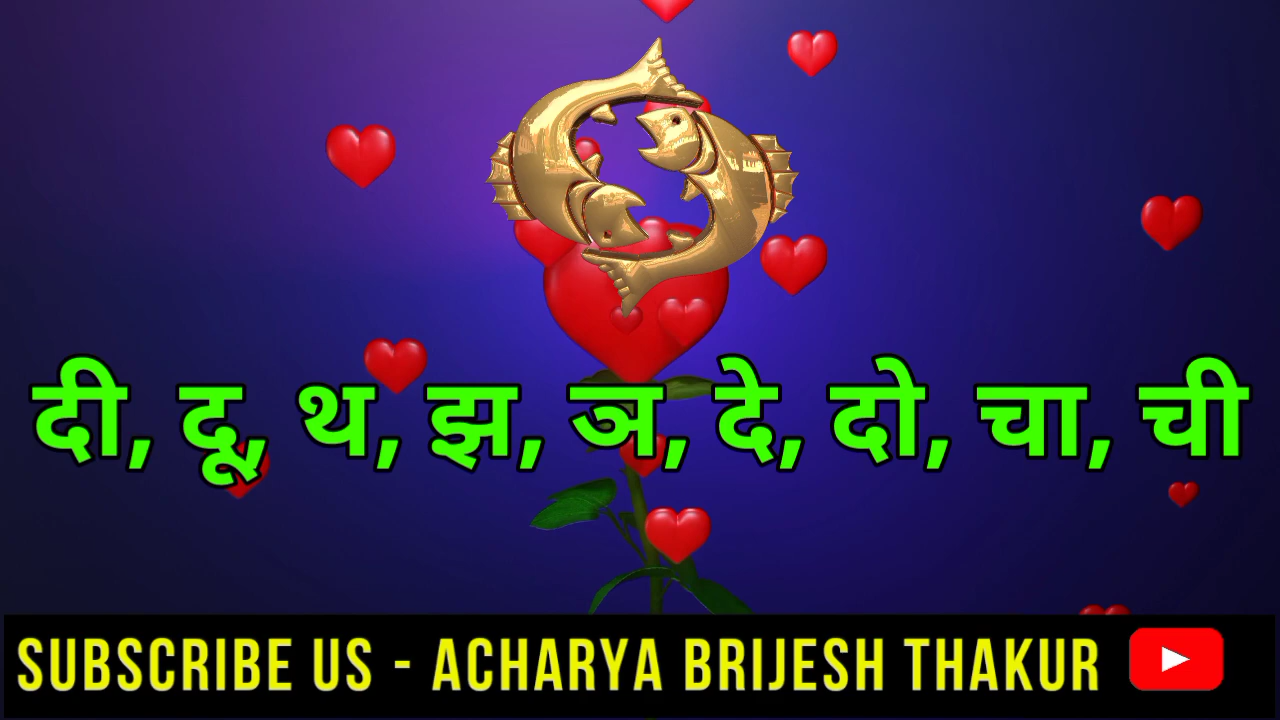 दी, दू, थ, झ, ञ, दे, दो, चा, ची
SUBSCRIBE US - ACHARYA BRIJESH THAKUR